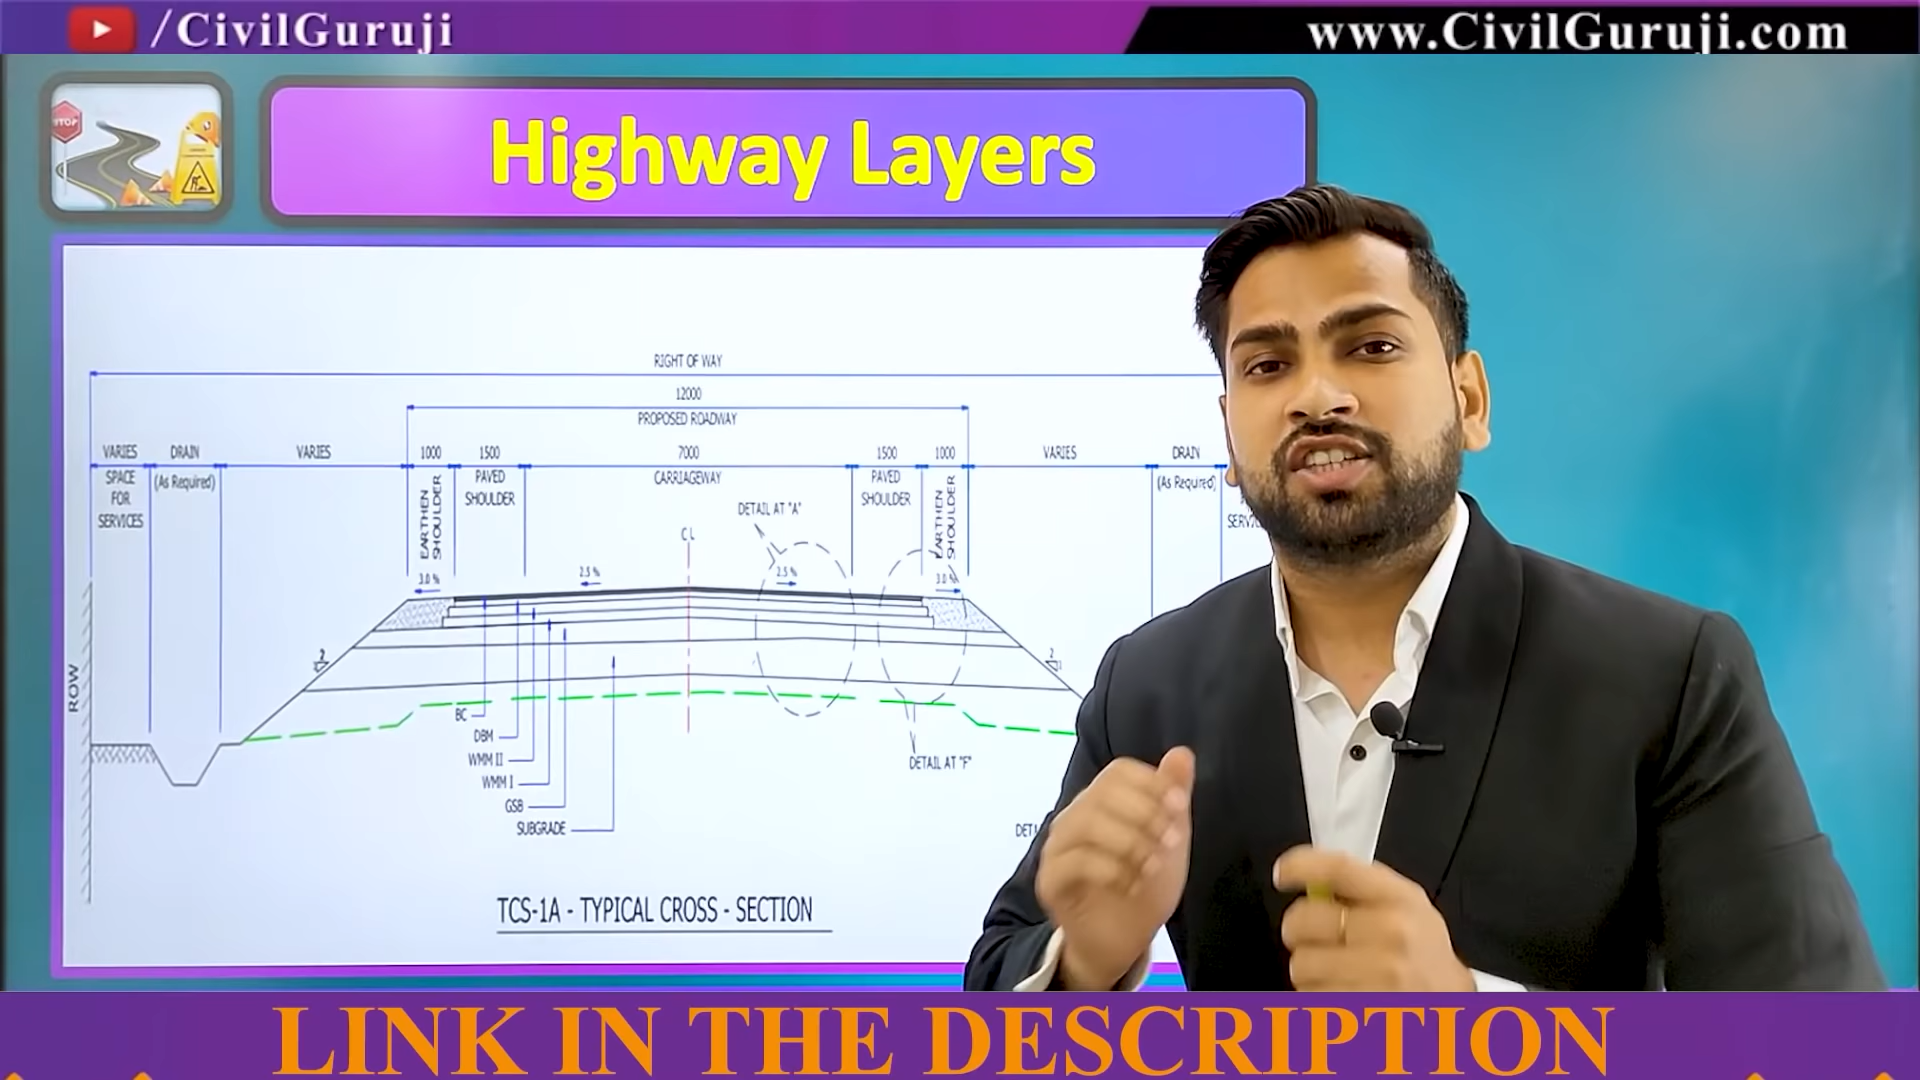 /CivilGuruji
www.CivilGuruji.com
STOP
Highway Layers
RIGHT OF WAY
12000
PROPOSED ROADWAY
VARIES
DRAIN
VARIES
1000
1500
7000
1500
1000
VARIES
DRAIN
SPACE
FOR
SERVICES
(As Required)
EARTHEN
SHOULDER
PAVED
SHOULDER
CARRIAGEWAY
PAVED
SHOULDER
EARTHEN
SHOULDER
(As Required)
DETAIL AT "A"
C L
3.0 %
2.5 %
2.5 %
3.0 %
2
2
1
ROW
BC
DBM
WMM II
WMM I
GSB
SUBGRADE
DETAIL AT "F"
TCS-1A - TYPICAL CROSS - SECTION
LINK IN THE DESCRIPTION